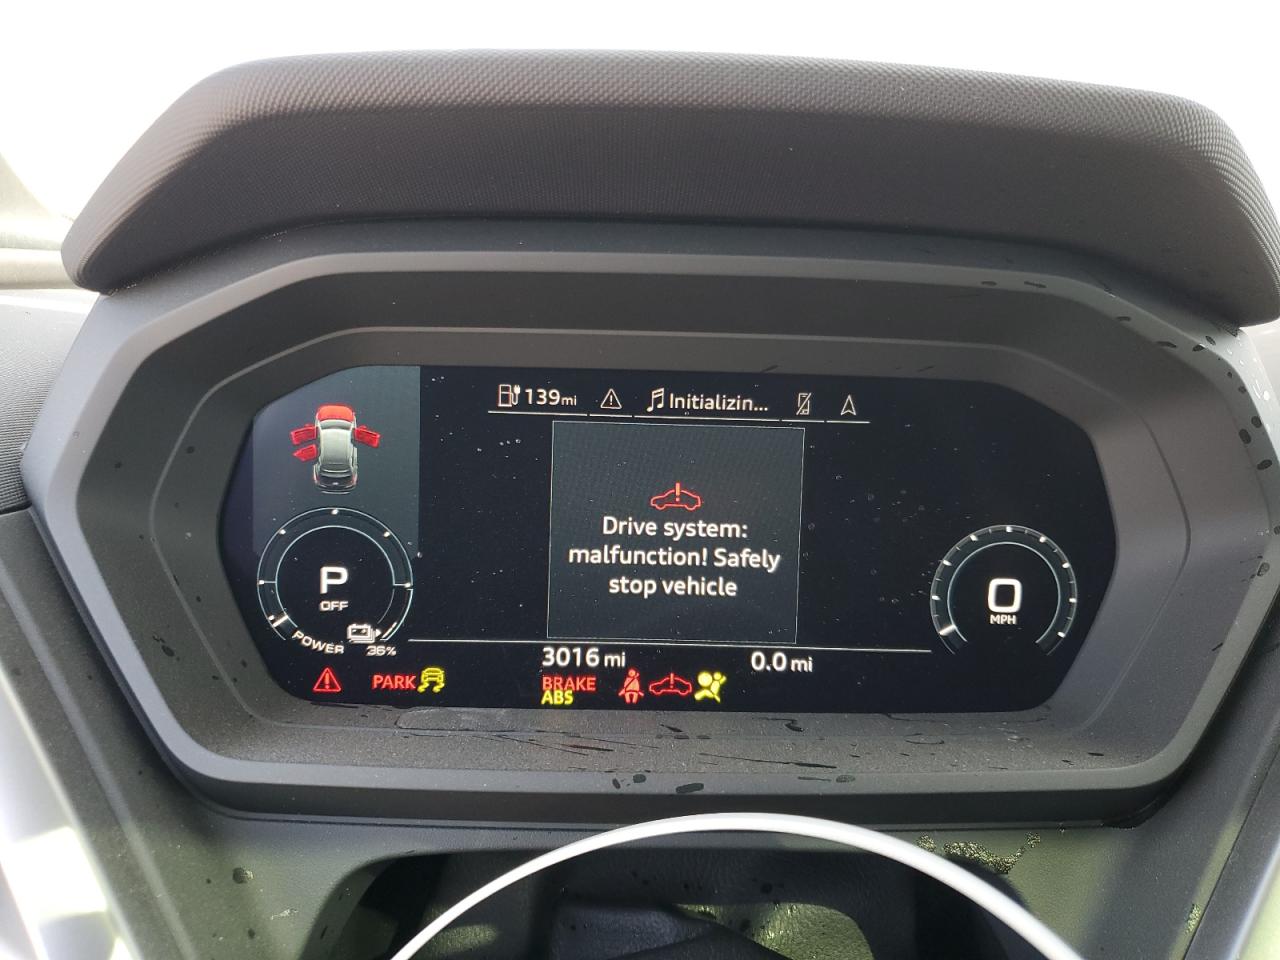 139mi
Initializin...
Drive system:
malfunction! Safely
stop vehicle
P
OFF
POWER
36%
0
MPH
3016 mi
0.0 mi
PARK
BRAKE
ABS